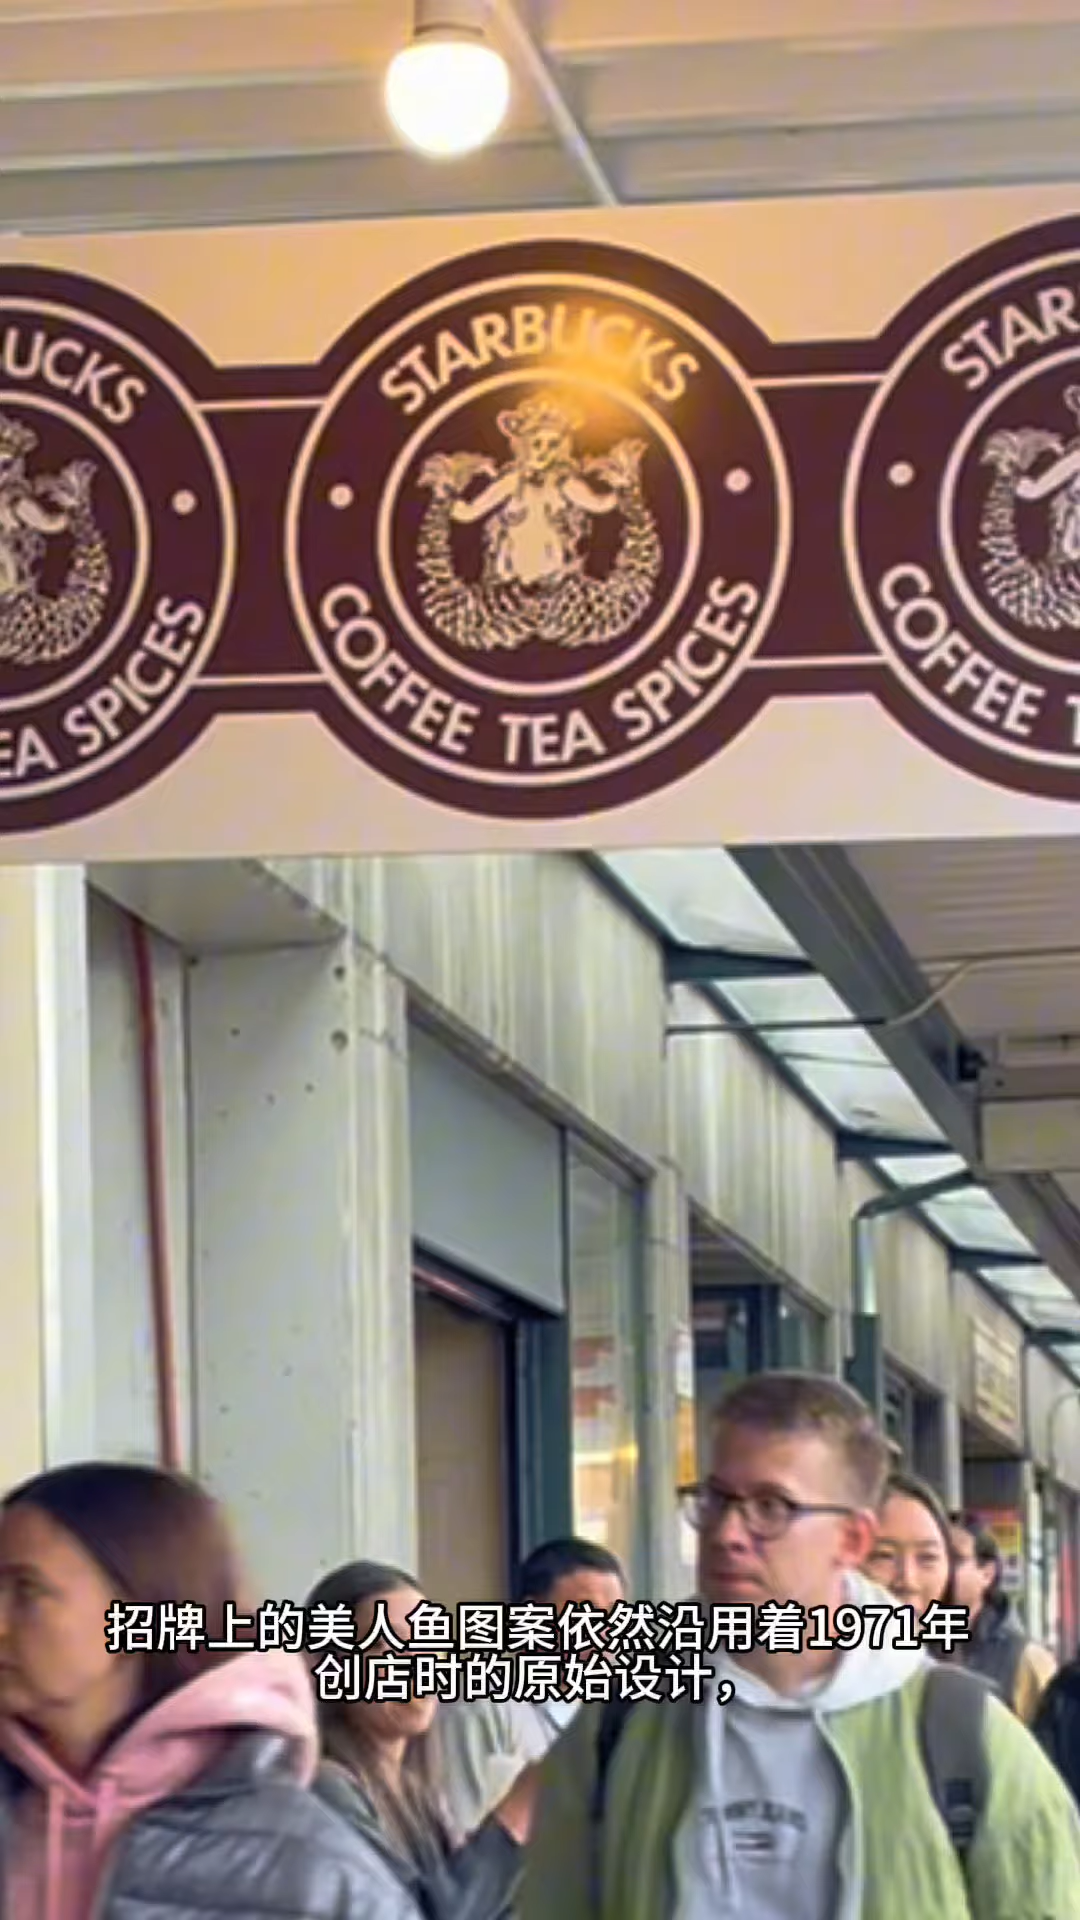 STARBUCKS
COFFEE TEA SPICES
UCKS
EA SPICES
STAR
COFFEE T
招牌上的美人鱼图案依然沿用着1971年
创店时的原始设计，